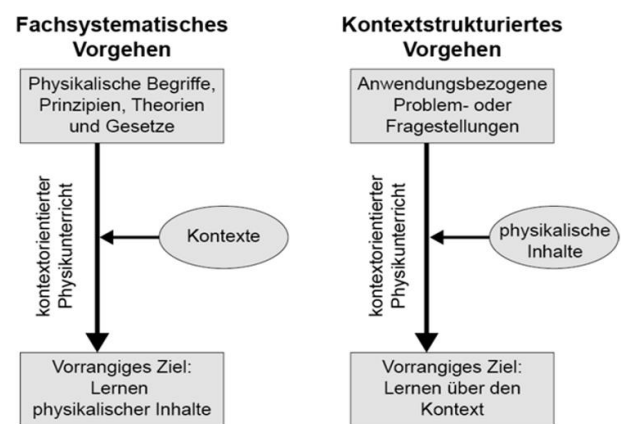 Fachsystematisches
Vorgehen
Physikalische Begriffe,
Prinzipien, Theorien
und Gesetze
kontextorientierter
Physikunterricht
Kontexte
Vorrangiges Ziel:
Lernen
physikalischer Inhalte
Kontextstrukturiertes
Vorgehen
Anwendungsbezogene
Problem- oder
Fragestellungen
kontextorientierter
Physikunterricht
physikalische
Inhalte
Vorrangiges Ziel:
Lernen über den
Kontext